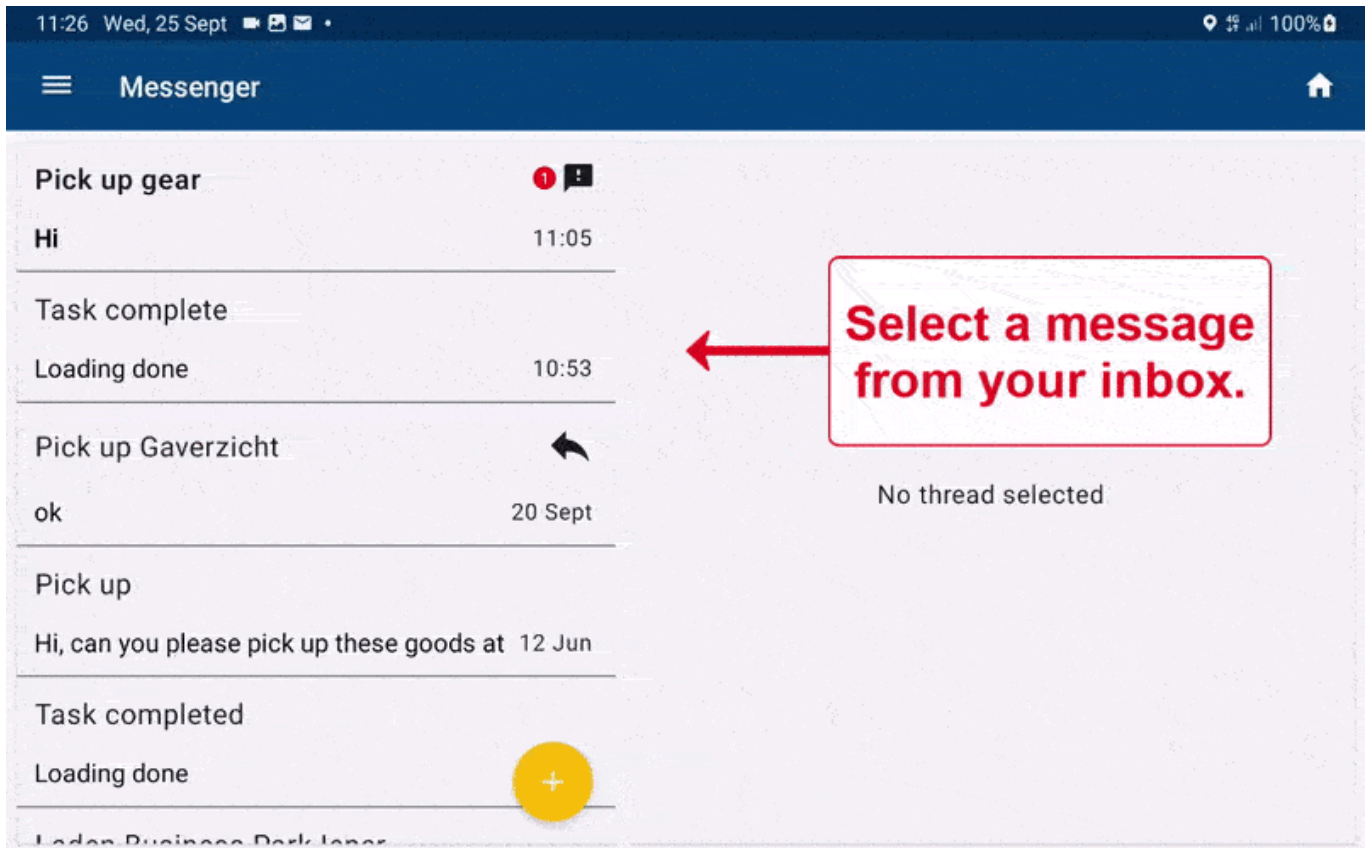 11:26 Wed, 25 Sept
4G
100%
Messenger
Pick up gear
1
Hi
11:05
Task complete
Loading done
10:53
Pick up Gaverzicht
ok
20 Sept
Pick up
Hi, can you please pick up these goods at
12 Jun
Task completed
Loading done
Select a message
from your inbox.
No thread selected